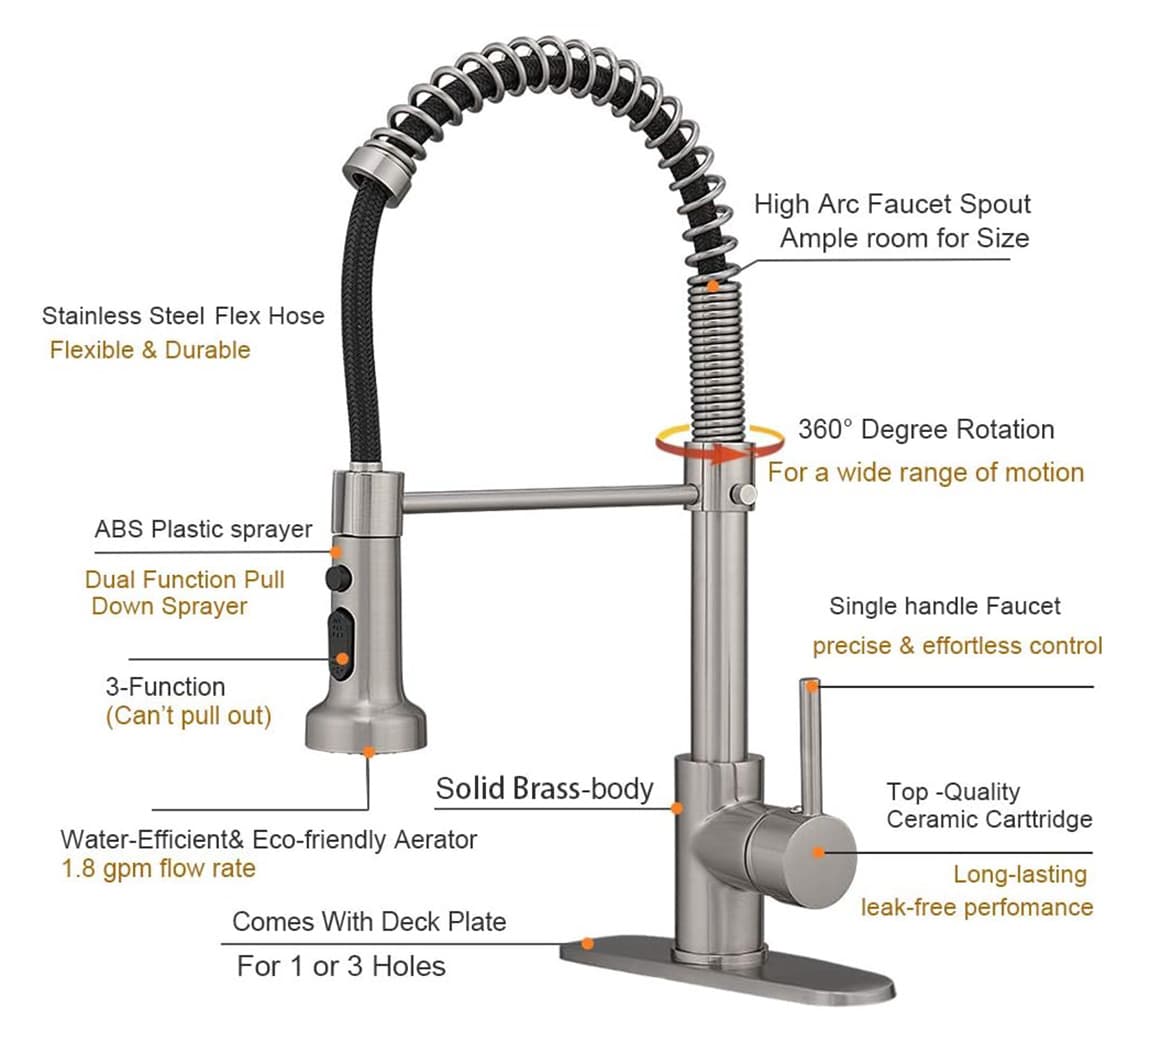 High Arc Faucet Spout
Ample room for Size
Stainless Steel Flex Hose
Flexible & Durable
360° Degree Rotation
For a wide range of motion
ABS Plastic sprayer
Dual Function Pull
Down Sprayer
Single handle Faucet
precise & effortless control
3-Function
(Can't pull out)
Solid Brass-body
Top -Quality
Ceramic Carttridge
Water-Efficient& Eco-friendly Aerator
1.8 gpm flow rate
Long-lasting
leak-free perfomance
Comes With Deck Plate
For 1 or 3 Holes